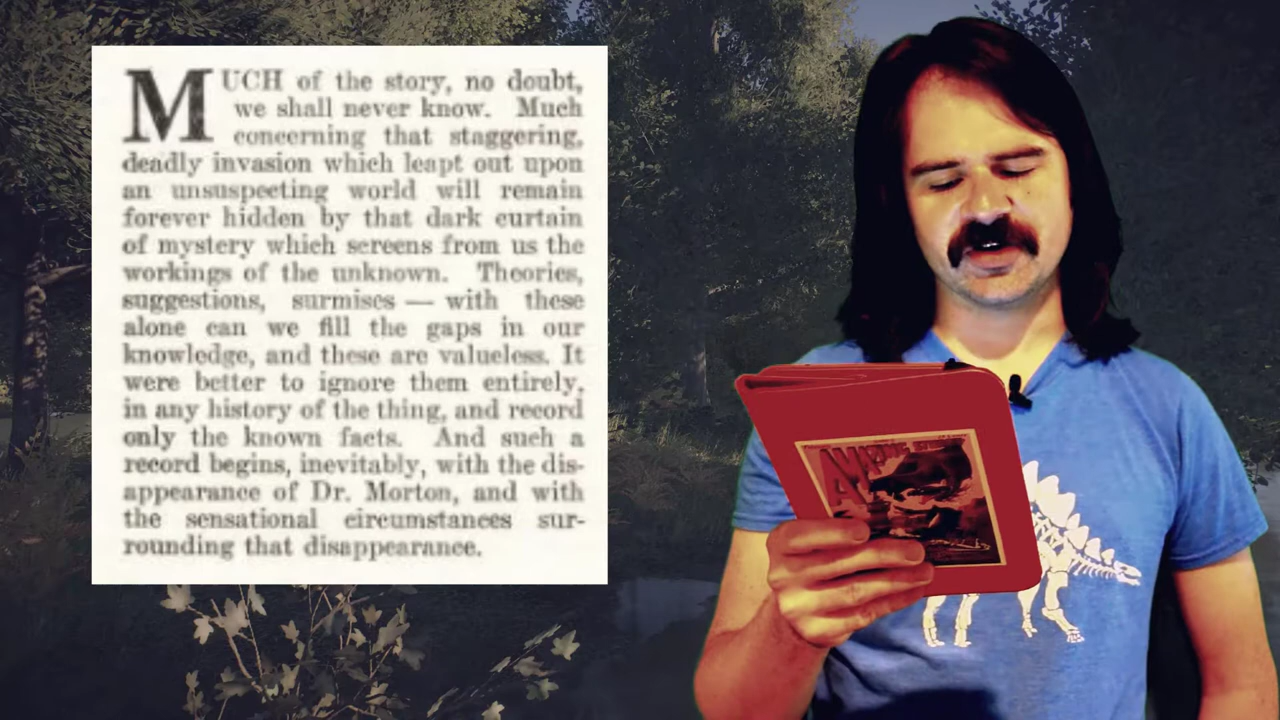 MUCH of the story, no doubt,
we shall never know. Much
concerning that staggering,
deadly invasion which leapt out upon
an unsuspecting world will remain
forever hidden by that dark curtain
of mystery which screens from us the
workings of the unknown. Theories,
suggestions, surmises — with these
alone can we fill the gaps in our
knowledge, and these are valueless. It
were better to ignore them entirely,
in any history of the thing, and record
only the known facts. And such a
record begins, inevitably, with the dis-
appearance of Dr. Morton, and with
the sensational circumstances sur-
rounding that disappearance.